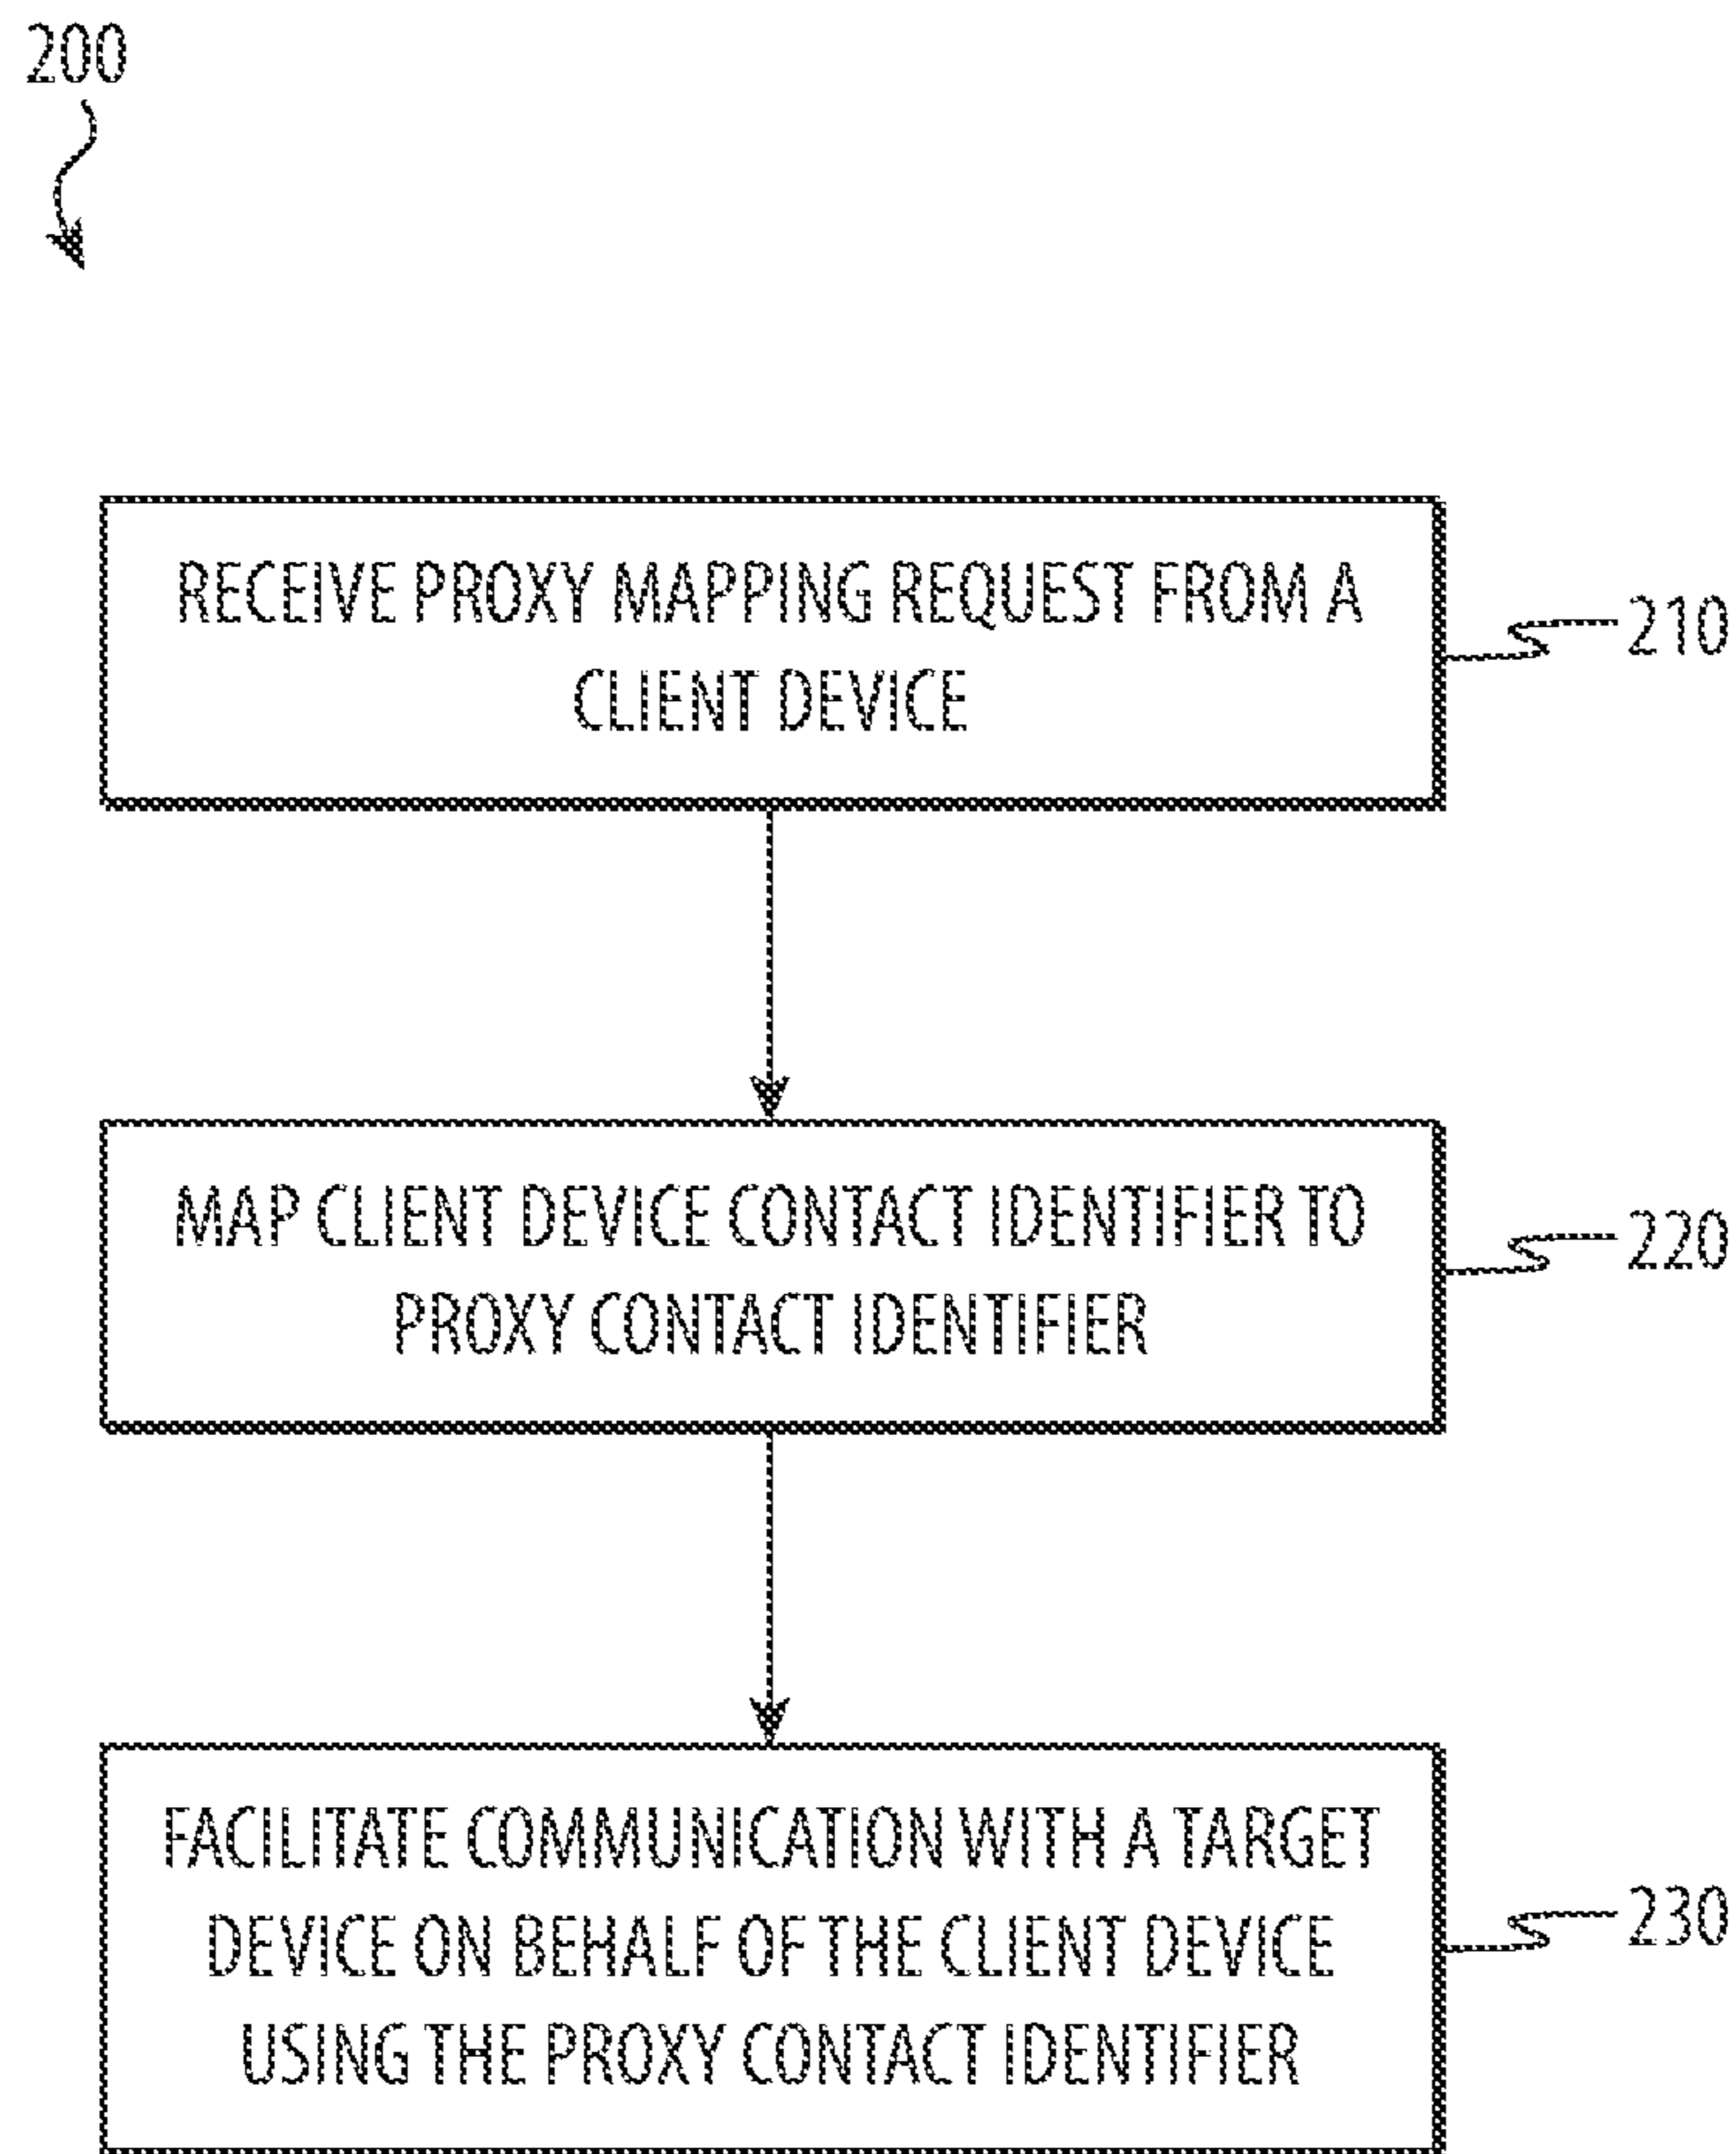 200
RECEIVE PROXY MAPPING REQUEST FROM A
CLIENT DEVICE
210
MAP CLIENT DEVICE CONTACT IDENTIFIER TO
PROXY CONTACT IDENTIFIER
220
FACILITATE COMMUNICATION WITH A TARGET
DEVICE ON BEHALF OF THE CLIENT DEVICE
USING THE PROXY CONTACT IDENTIFIER
230